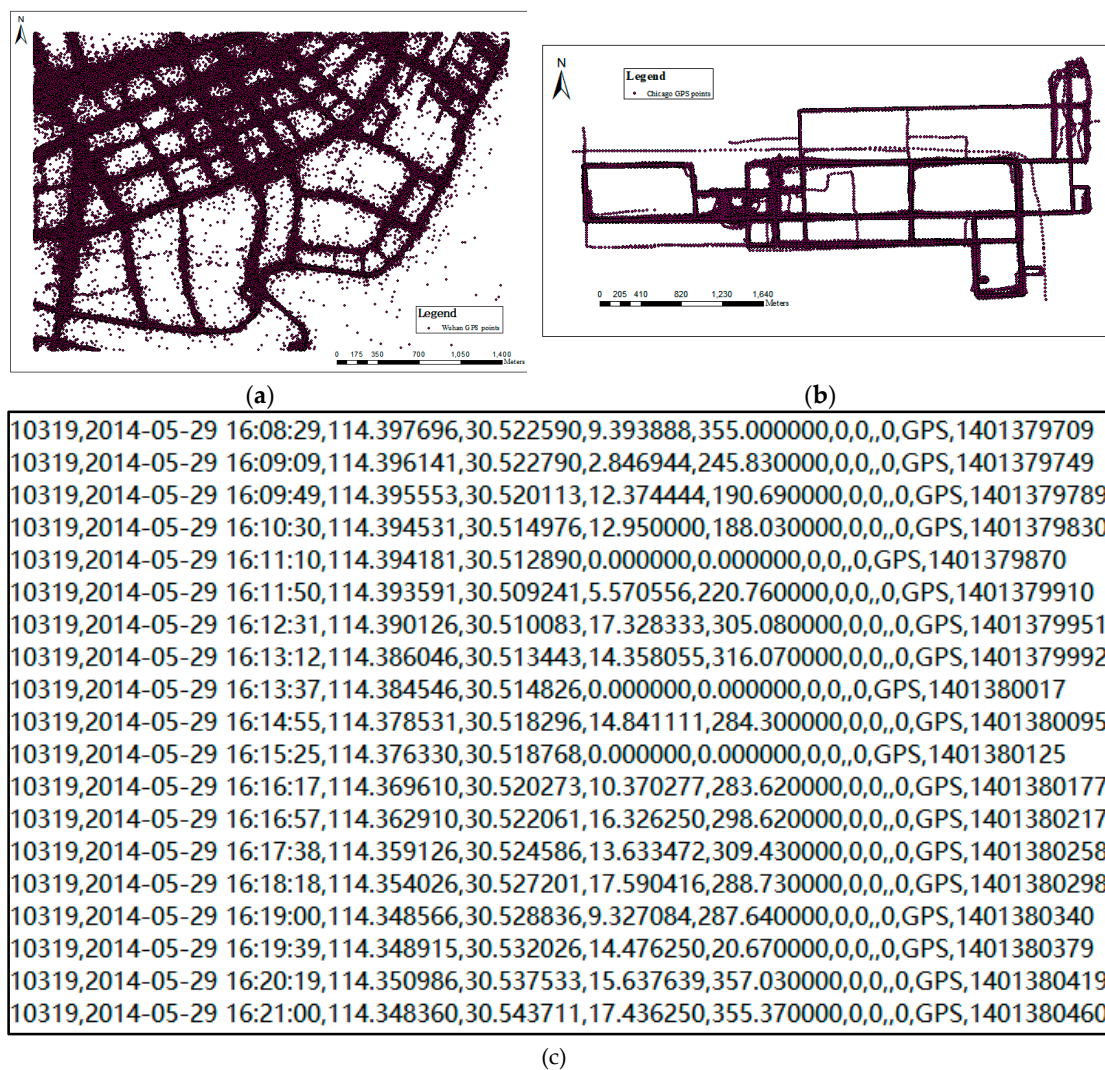 N
Legend
Wuhan GPS points
0 175 350 700 1,050 1,400
Meters
(a)
N
Legend
Chicago GPS points
0 205 410 820 1,230 1,640
Meters
(b)
10319,2014-05-29 16:08:29,114.397696,30.522590,9.393888,355.000000,0,0,,0,GPS,1401379709
10319,2014-05-29 16:09:09,114.396141,30.522790,2.846944,245.830000,0,0,,0,GPS,1401379749
10319,2014-05-29 16:09:49,114.395553,30.520113,12.374444,190.690000,0,0,,0,GPS,1401379789
10319,2014-05-29 16:10:30,114.394531,30.514976,12.950000,188.030000,0,0,,0,GPS,1401379830
10319,2014-05-29 16:11:10,114.394181,30.512890,0.000000,0.000000,0,0,,0,GPS,1401379870
10319,2014-05-29 16:11:50,114.393591,30.509241,5.570556,220.760000,0,0,,0,GPS,1401379910
10319,2014-05-29 16:12:31,114.390126,30.510083,17.328333,305.080000,0,0,,0,GPS,1401379951
10319,2014-05-29 16:13:12,114.386046,30.513443,14.358055,316.070000,0,0,,0,GPS,1401379992
10319,2014-05-29 16:13:37,114.384546,30.514826,0.000000,0.000000,0,0,,0,GPS,1401380017
10319,2014-05-29 16:14:55,114.378531,30.518296,14.841111,284.300000,0,0,,0,GPS,1401380095
10319,2014-05-29 16:15:25,114.376330,30.518768,0.000000,0.000000,0,0,,0,GPS,1401380125
10319,2014-05-29 16:16:17,114.369610,30.520273,10.370277,283.620000,0,0,,0,GPS,1401380177
10319,2014-05-29 16:16:57,114.362910,30.522061,16.326250,298.620000,0,0,,0,GPS,1401380217
10319,2014-05-29 16:17:38,114.359126,30.524586,13.633472,309.430000,0,0,,0,GPS,1401380258
10319,2014-05-29 16:18:18,114.354026,30.527201,17.590416,288.730000,0,0,,0,GPS,1401380298
10319,2014-05-29 16:19:00,114.348566,30.528836,9.327084,287.640000,0,0,,0,GPS,1401380340
10319,2014-05-29 16:19:39,114.348915,30.532026,14.476250,20.670000,0,0,,0,GPS,1401380379
10319,2014-05-29 16:20:19,114.350986,30.537533,15.637639,357.030000,0,0,,0,GPS,1401380419
10319,2014-05-29 16:21:00,114.348360,30.543711,17.436250,355.370000,0,0,,0,GPS,1401380460
(c)